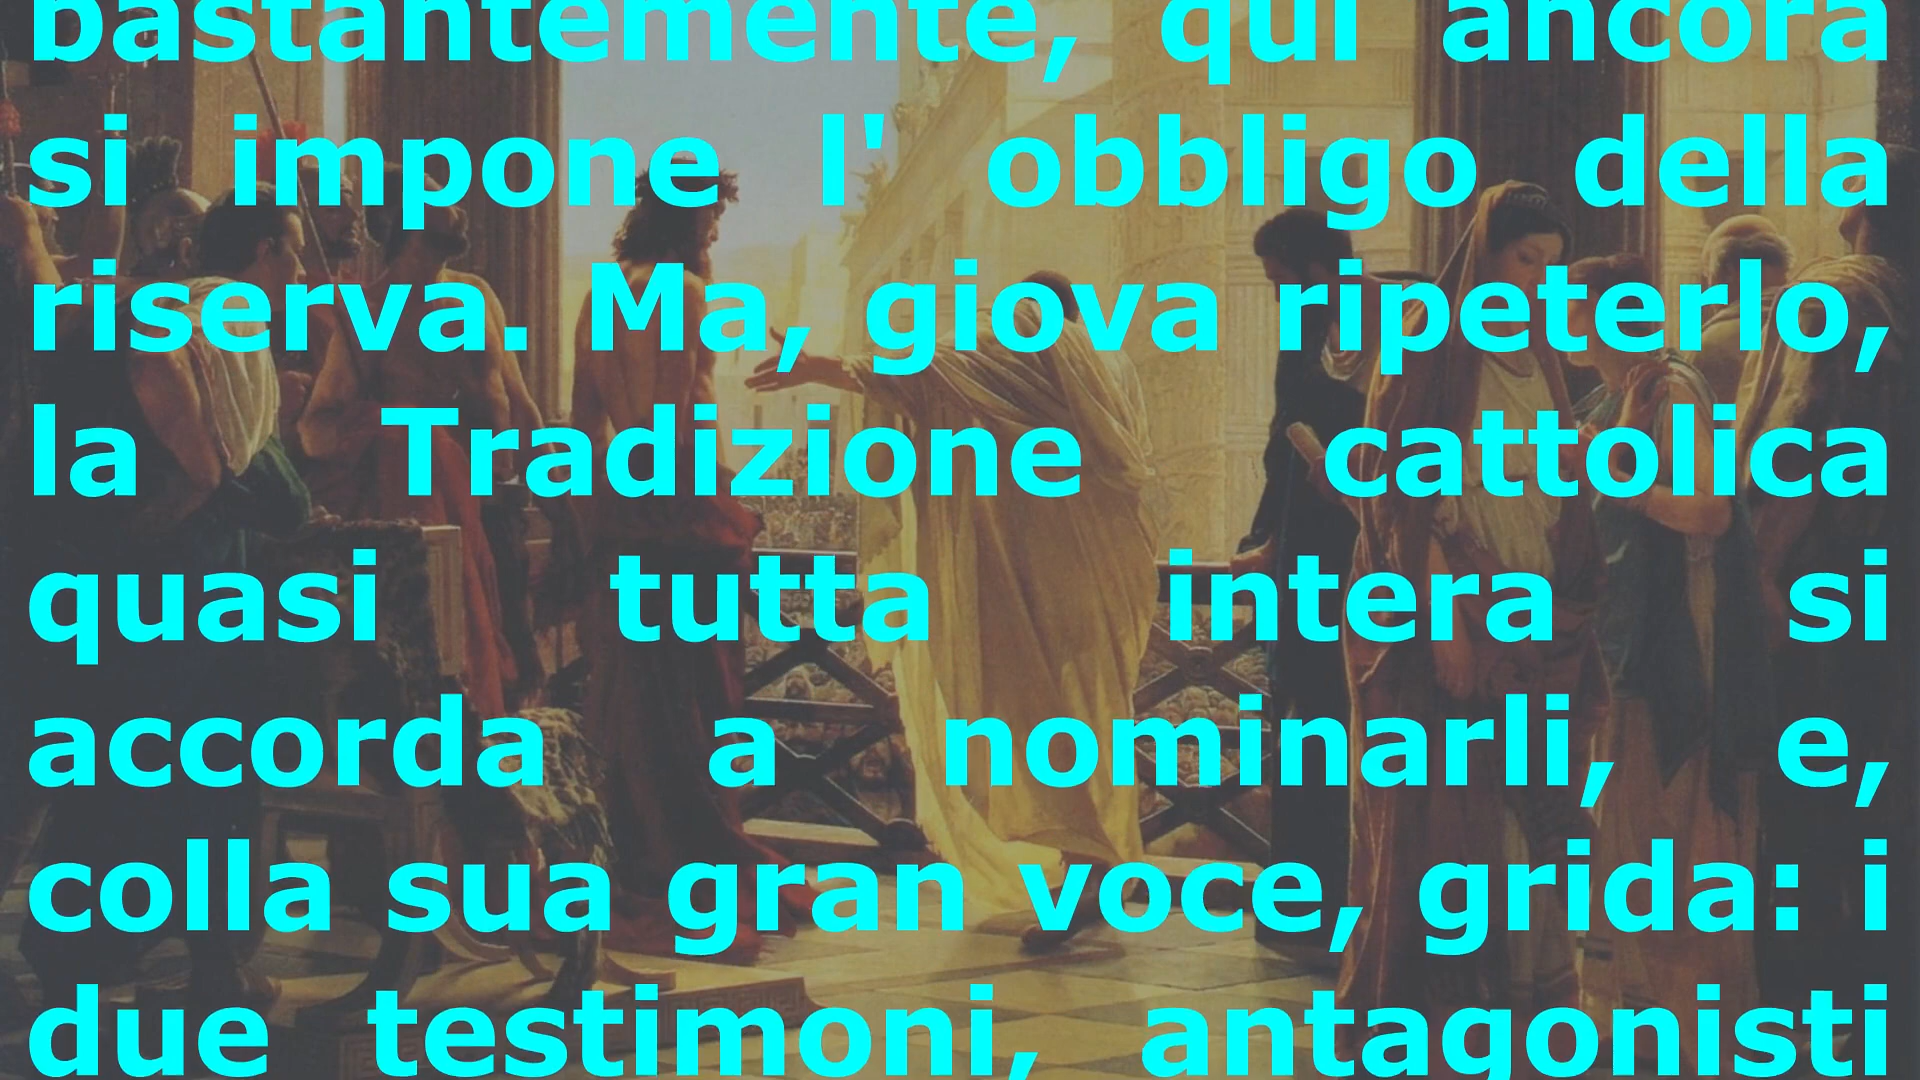 bastantemente, qui ancora
si impone l' obbligo della
riserva. Ma, giova ripeterlo,
la Tradizione cattolica
quasi tutta intera si
accorda a nominarli, e,
colla sua gran voce, grida: i
due testimoni, antagonisti